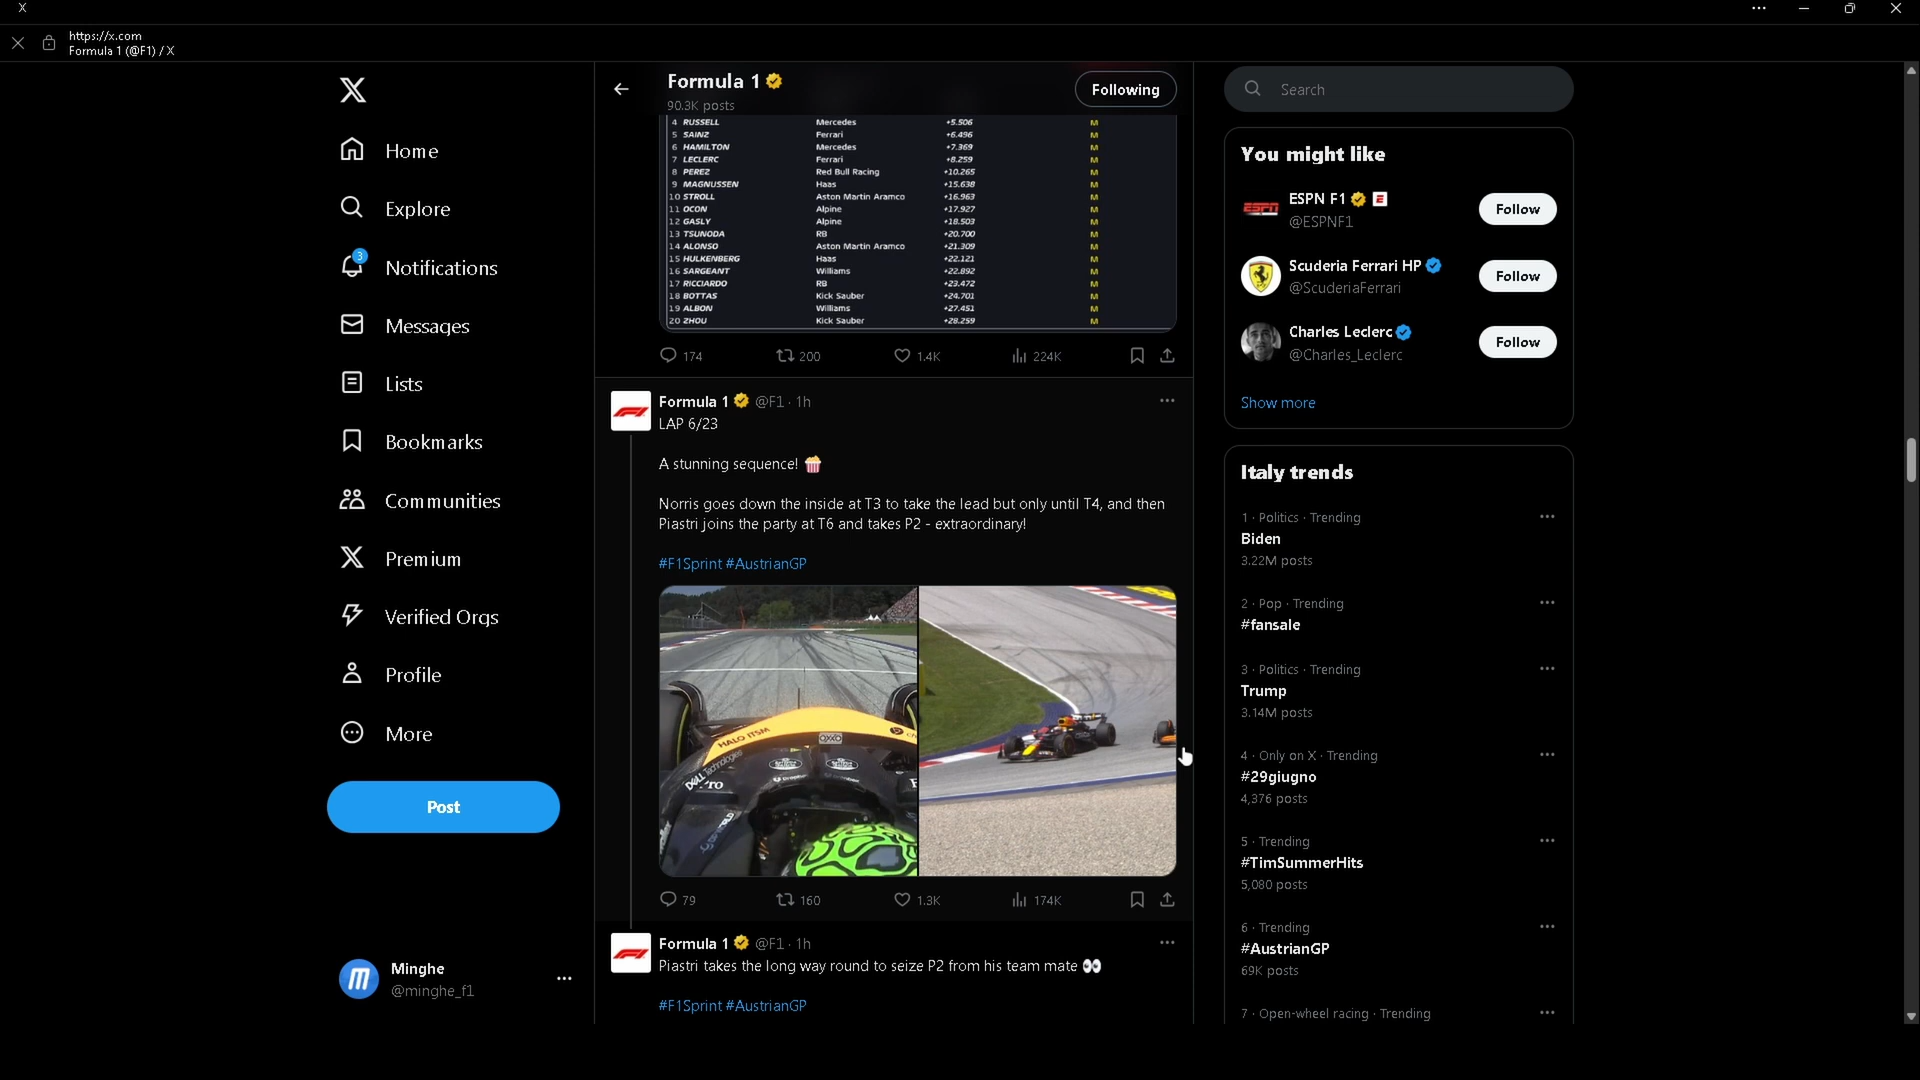 X
https://x.com
Formula 1 (@F1) / X
Home
Explore
3
Notifications
Messages
Lists
Bookmarks
Communities
Premium
Verified Orgs
Profile
More
Post
Minghe
@minghe_f1
Formula 1
90.3K posts
Following
4 RUSSELL Mercedes +5.506 M
5 SAINZ Ferrari +6.496 M
6 HAMILTON Mercedes +7.369 M
7 LECLERC Ferrari +8.259 M
8 PEREZ Red Bull Racing +10.265 M
9 MAGNUSSEN Haas +15.638 M
10 STROLL Aston Martin Aramco +16.963 M
11 OCON Alpine +17.927 M
12 GASLY Alpine +18.503 M
13 TSUNODA RB +20.700 M
14 ALONSO Aston Martin Aramco +21.309 M
15 HULKENBERG Haas +22.121 M
16 SARGEANT Williams +22.892 M
17 RICCIARDO RB +23.472 M
18 BOTTAS Kick Sauber +24.701 M
19 ALBON Williams +27.451 M
20 ZHOU Kick Sauber +28.259 M
174 200 1.4K 224K
Formula 1 @F1 · 1h
LAP 6/23
A stunning sequence! 🍿
Norris goes down the inside at T3 to take the lead but only until T4, and then
Piastri joins the party at T6 and takes P2 - extraordinary!
#F1Sprint #AustrianGP
HALO ITSM
OXXO
DELL Technologies
79 160 1.3K 174K
Formula 1 @F1 · 1h
Piastri takes the long way round to seize P2 from his team mate 👀
#F1Sprint #AustrianGP
Search
You might like
ESPN
ESPN F1 E
@ESPNF1
Follow
Scuderia Ferrari HP
@ScuderiaFerrari
Follow
Charles Leclerc
@Charles_Leclerc
Follow
Show more
Italy trends
1 · Politics · Trending
Biden
3.22M posts
2 · Pop · Trending
#fansale
3 · Politics · Trending
Trump
3.14M posts
4 · Only on X · Trending
#29giugno
4,376 posts
5 · Trending
#TimSummerHits
5,080 posts
6 · Trending
#AustrianGP
69K posts
7 · Open-wheel racing · Trending